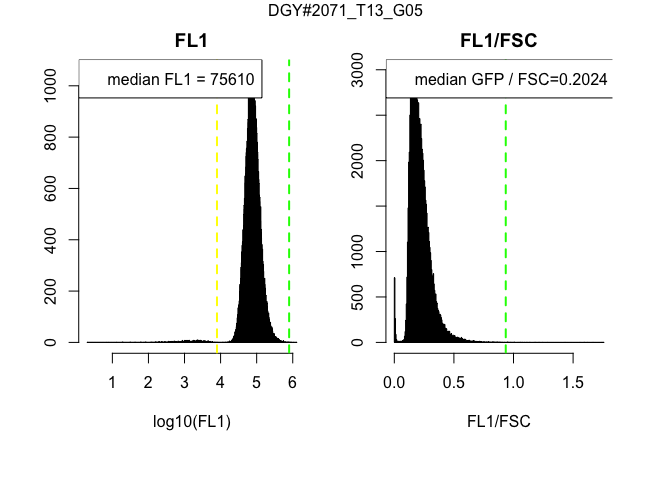 DGY#2071_T13_G05
FL1
median FL1 = 75610
0
200
400
600
800
1000
1 2 3 4 5 6
log10(FL1)
FL1/FSC
median GFP / FSC=0.2024
0
500
1000
2000
3000
0.0 0.5 1.0 1.5
FL1/FSC